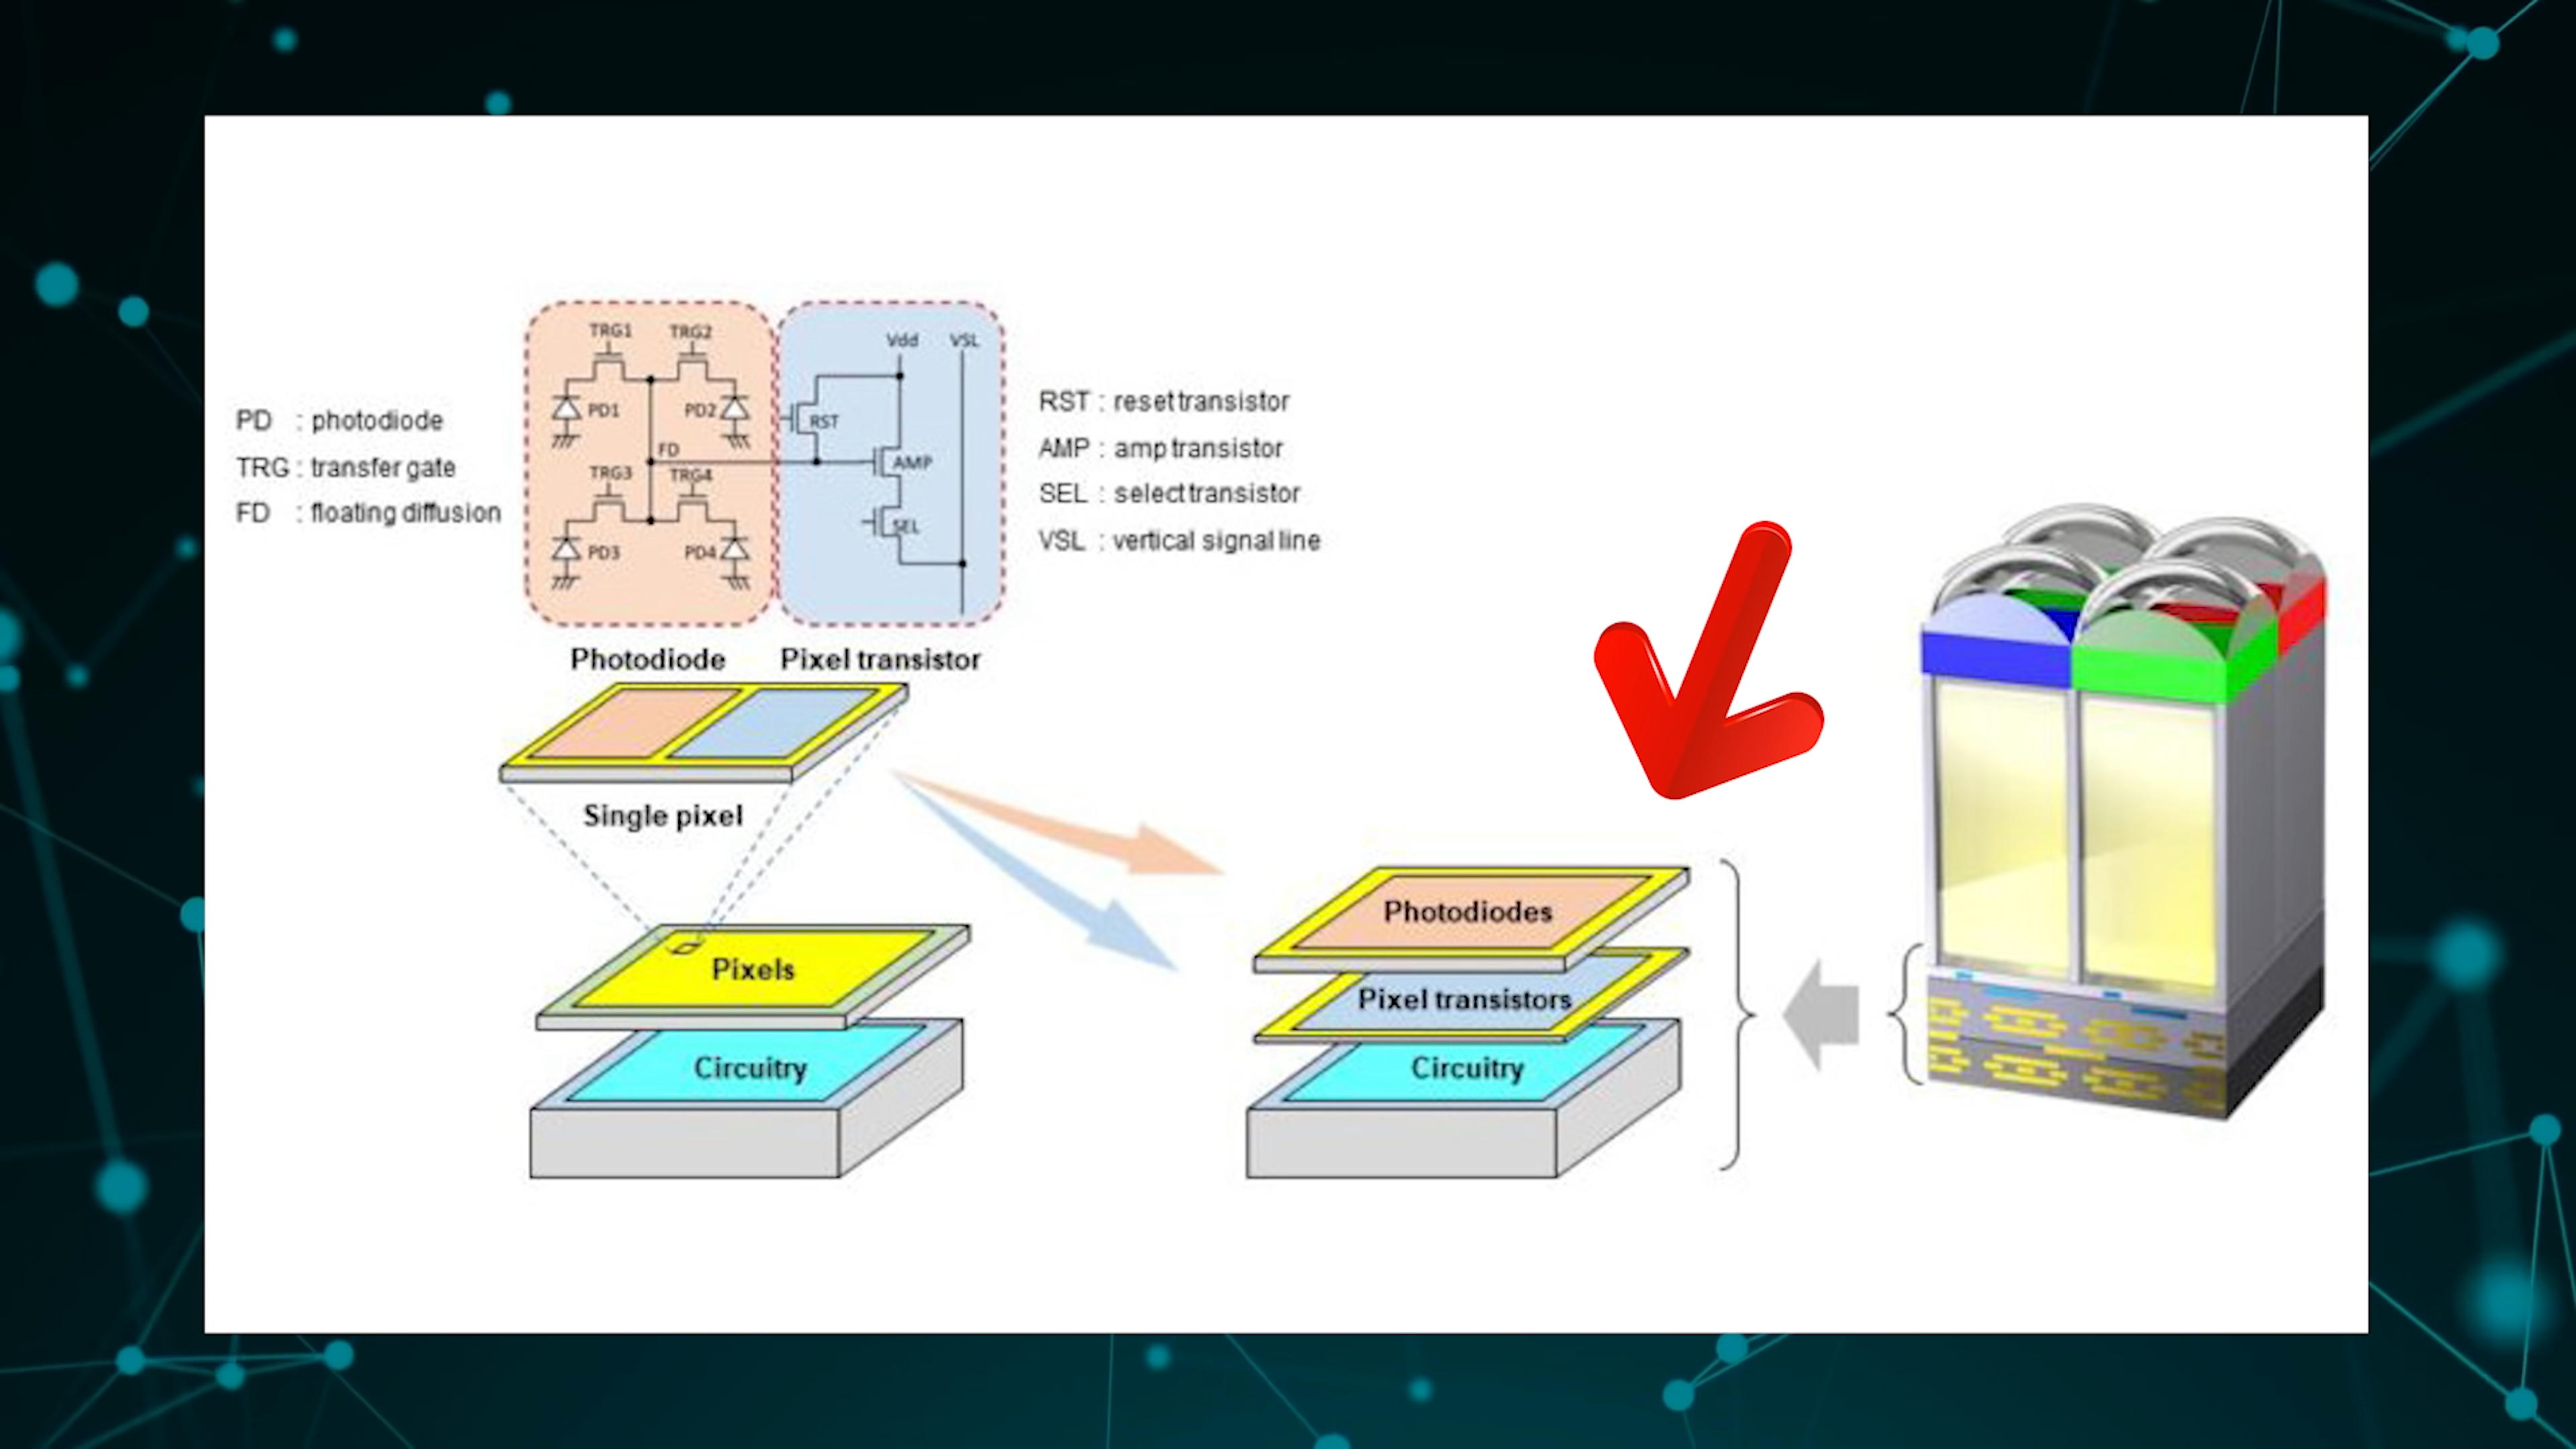 TRG1 TRG2
PD1 PD2
FD
TRG3 TRG4
PD3 PD4
Vdd VSL
RST
AMP
SEL
PD : photodiode
TRG : transfer gate
FD : floating diffusion
RST : reset transistor
AMP : amp transistor
SEL : select transistor
VSL : vertical signal line
Photodiode Pixel transistor
Single pixel
Pixels
Circuitry
Photodiodes
Pixel transistors
Circuitry